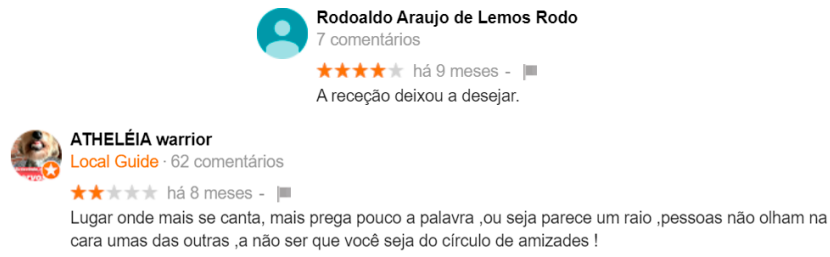 Rodoaldo Araujo de Lemos Rodo
7 comentários
há 9 meses -
A receção deixou a desejar.
ATHELÉIA warrior
Local Guide · 62 comentários
há 8 meses -
Lugar onde mais se canta, mais prega pouco a palavra ,ou seja parece um raio ,pessoas não olham na
cara umas das outras ,a não ser que você seja do círculo de amizades !